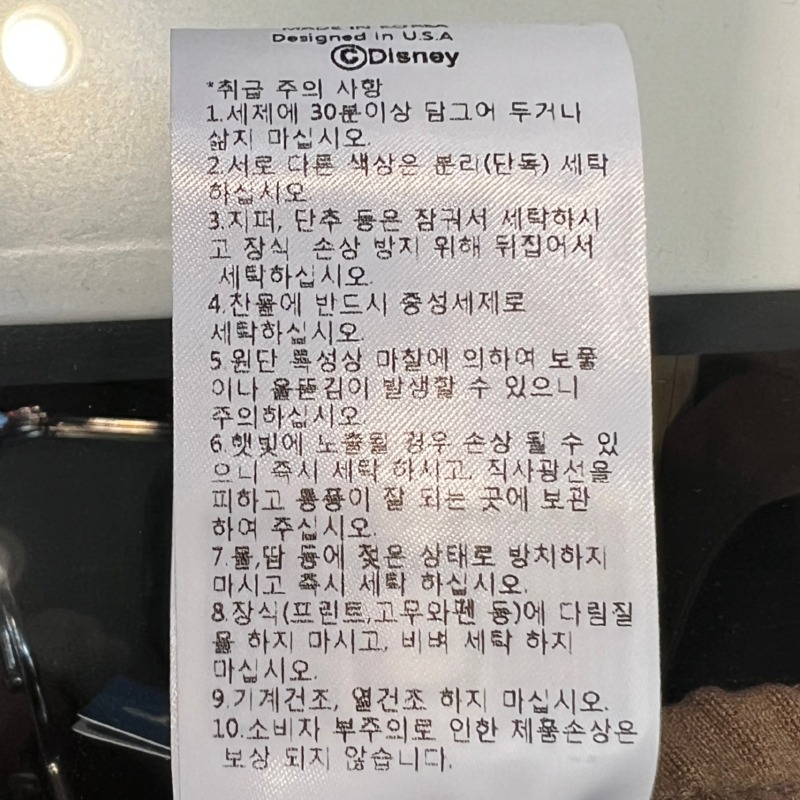 MADE IN KOREA
Designed in U.S.A
©Disney
*취급 주의 사항
1.세제에 30분이상 담그어 두거나
삶지 마십시오.
2.서로 다른 색상은 분리(단독) 세탁
하십시오
3.지퍼, 단추 등은 잠궈서 세탁하시
고 장식 손상 방지 위해 뒤집어서
세탁하십시오.
4.찬물에 반드시 중성세제로
세탁하십시오.
5.원단 특성상 마찰에 의하여 보풀
이나 올뜯김이 발생할 수 있으니
주의하십시오
6.햇빛에 노출될 경우 손상 될 수 있
으니 즉시 세탁 하시고, 직사광선을
피하고 통풍이 잘 되는 곳에 보관
하여 주십시오.
7.물,땀 등에 젖은 상태로 방치하지
마시고 즉시 세탁 하십시오.
8.장식(프린트,고무와펜 등)에 다림질
을 하지 마시고, 비벼 세탁 하지
마십시오.
9.기계건조, 열건조 하지 마십시오.
10.소비자 부주의로 인한 제품손상은
보상 되지 않습니다.